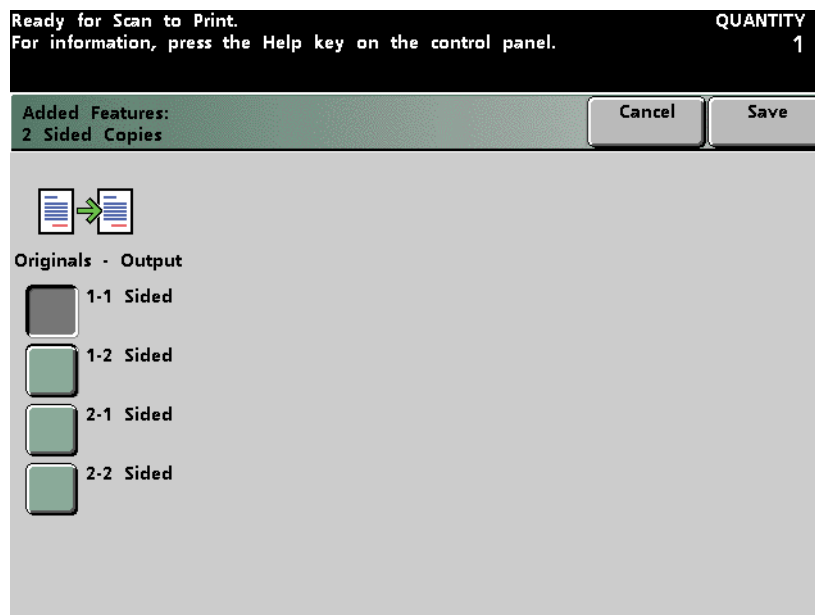 Ready for Scan to Print.
For information, press the Help key on the control panel.
QUANTITY
1
Added Features:
2 Sided Copies
Cancel
Save
Originals - Output
1-1 Sided
1-2 Sided
2-1 Sided
2-2 Sided